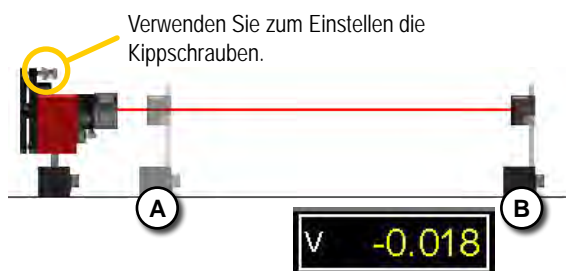 Verwenden Sie zum Einstellen die
Kippschrauben.
A
B
V -0.018